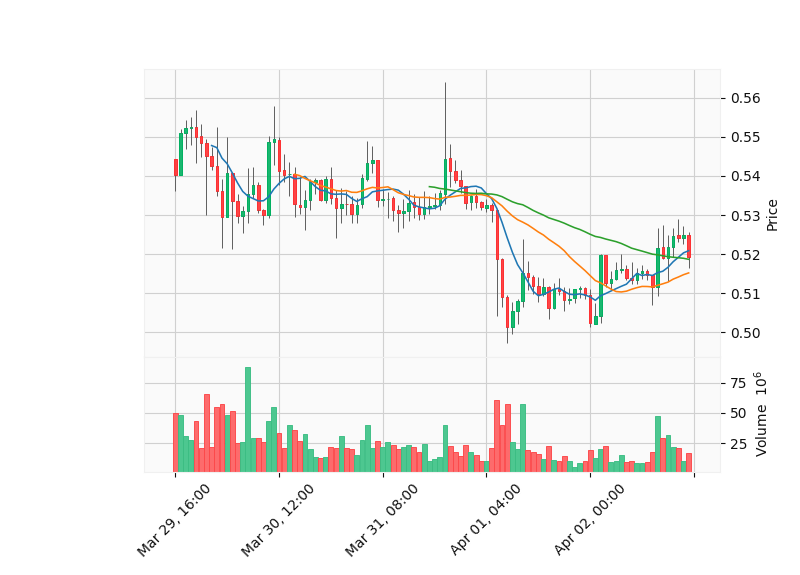 0.56
0.55
0.54
0.53
0.52
0.51
0.50
Price
75
50
25
Volume 10^6
Mar 29, 16:00
Mar 30, 12:00
Mar 31, 08:00
Apr 01, 04:00
Apr 02, 00:00